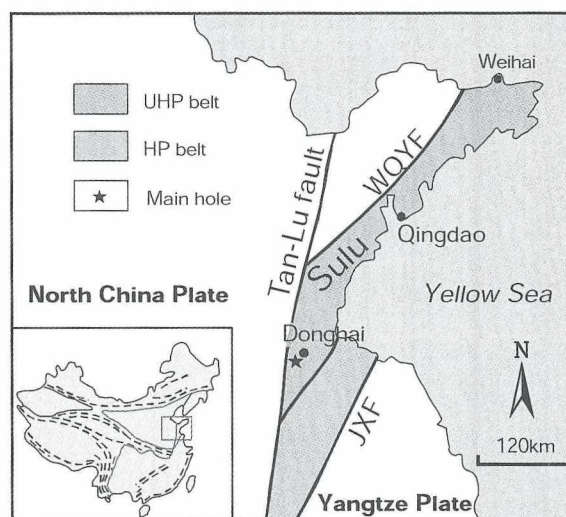 Weihai
UHP belt
HP belt
Main hole
Tan-Lu fault
WQYF
Qingdao
Sulu
North China Plate
Yellow Sea
Donghai
N
JXF
120km
Yangtze Plate